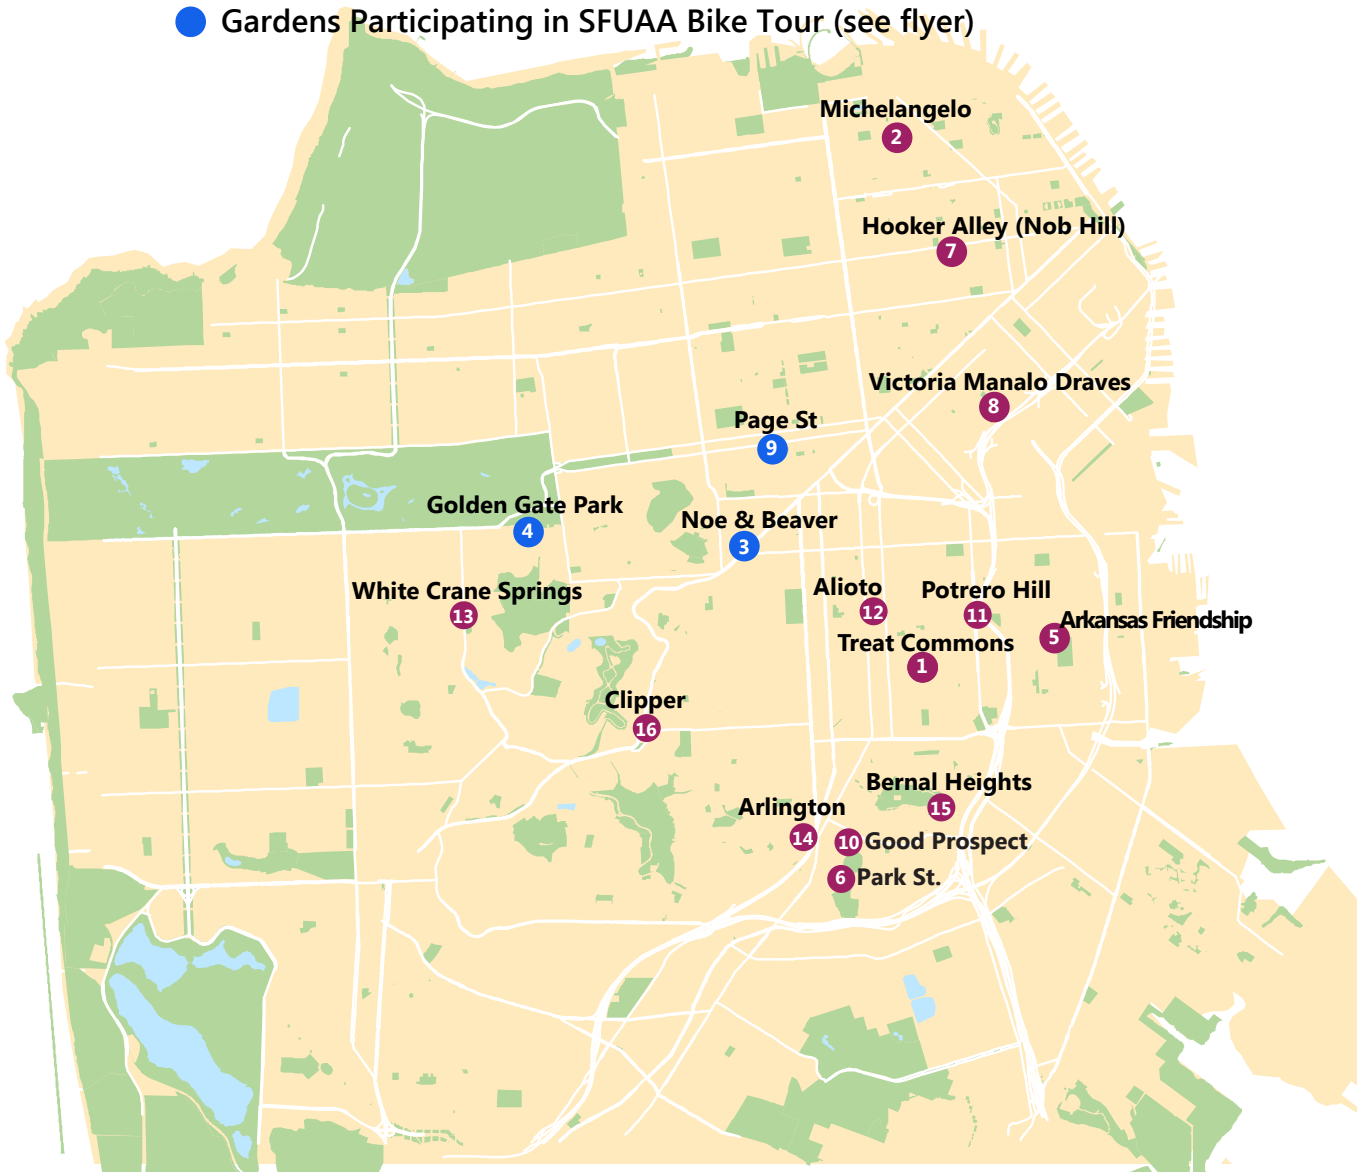 Gardens Participating in SFUAA Bike Tour (see flyer)
Michelangelo
2
Hooker Alley (Nob Hill)
7
Victoria Manalo Draves
8
Page St
9
Golden Gate Park
4
Noe & Beaver
3
White Crane Springs
13
Alioto
12
Potrero Hill
11
Arkansas Friendship
5
Treat Commons
1
Clipper
16
Bernal Heights
15
Arlington
14
10 Good Prospect
6 Park St.